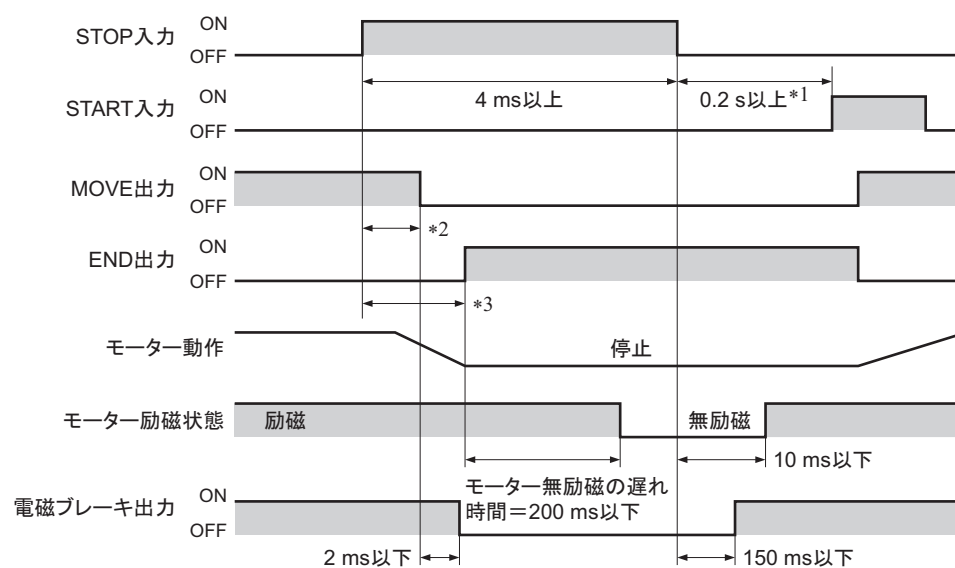 STOP入力
ON
OFF
4 ms以上
0.2 s以上*1
START入力
ON
OFF
MOVE出力
ON
OFF
*2
END出力
ON
OFF
*3
モーター動作
停止
モーター励磁状態
励磁
無励磁
10 ms以下
モーター無励磁の遅れ
時間=200 ms以下
電磁ブレーキ出力
ON
OFF
2 ms以下
150 ms以下